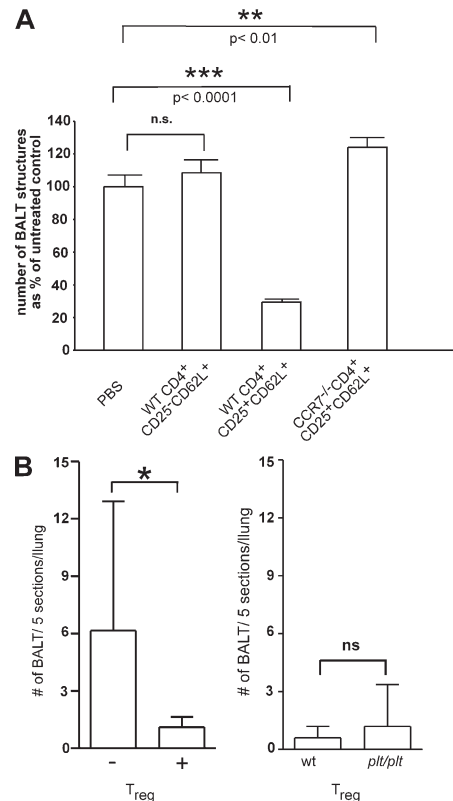 A
**
p< 0.01
***
p< 0.0001
n.s.
number of BALT structures
as % of untreated control
140
120
100
80
60
40
20
0
PBS
WT CD4+
CD25-CD62L+
WT CD4+
CD25+CD62L+
CCR7-/-CD4+
CD25+CD62L+
B
# of BALT/ 5 sections/llung
15
12
9
6
3
0
*
- +
Treg
# of BALT/ 5 sections/llung
15
12
9
6
3
0
ns
wt plt/plt
Treg